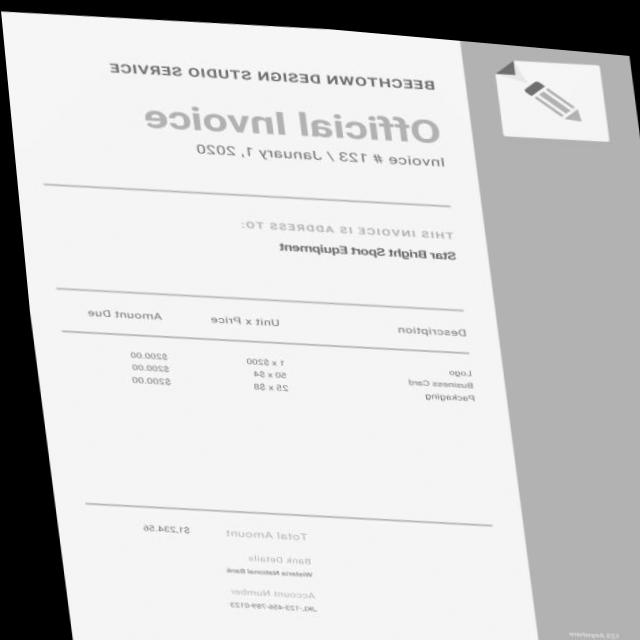 BEECHTOWN DESIGN STUDIO SERVICE
Official Invoice
Invoice # 123 / January 1, 2020
THIS INVOICE IS ADDRESS TO:
Star Bright Sport Equipment
Description Unit x Price Amount Due
Logo 1 x $200 $200.00
Business Card 50 x $4 $200.00
Packaging 25 x $8 $200.00
Total Amount $1,234.56
Bank Details
Wisteria National Bank
Account Number
JKL-123-456-789-0123
123 Anywhere